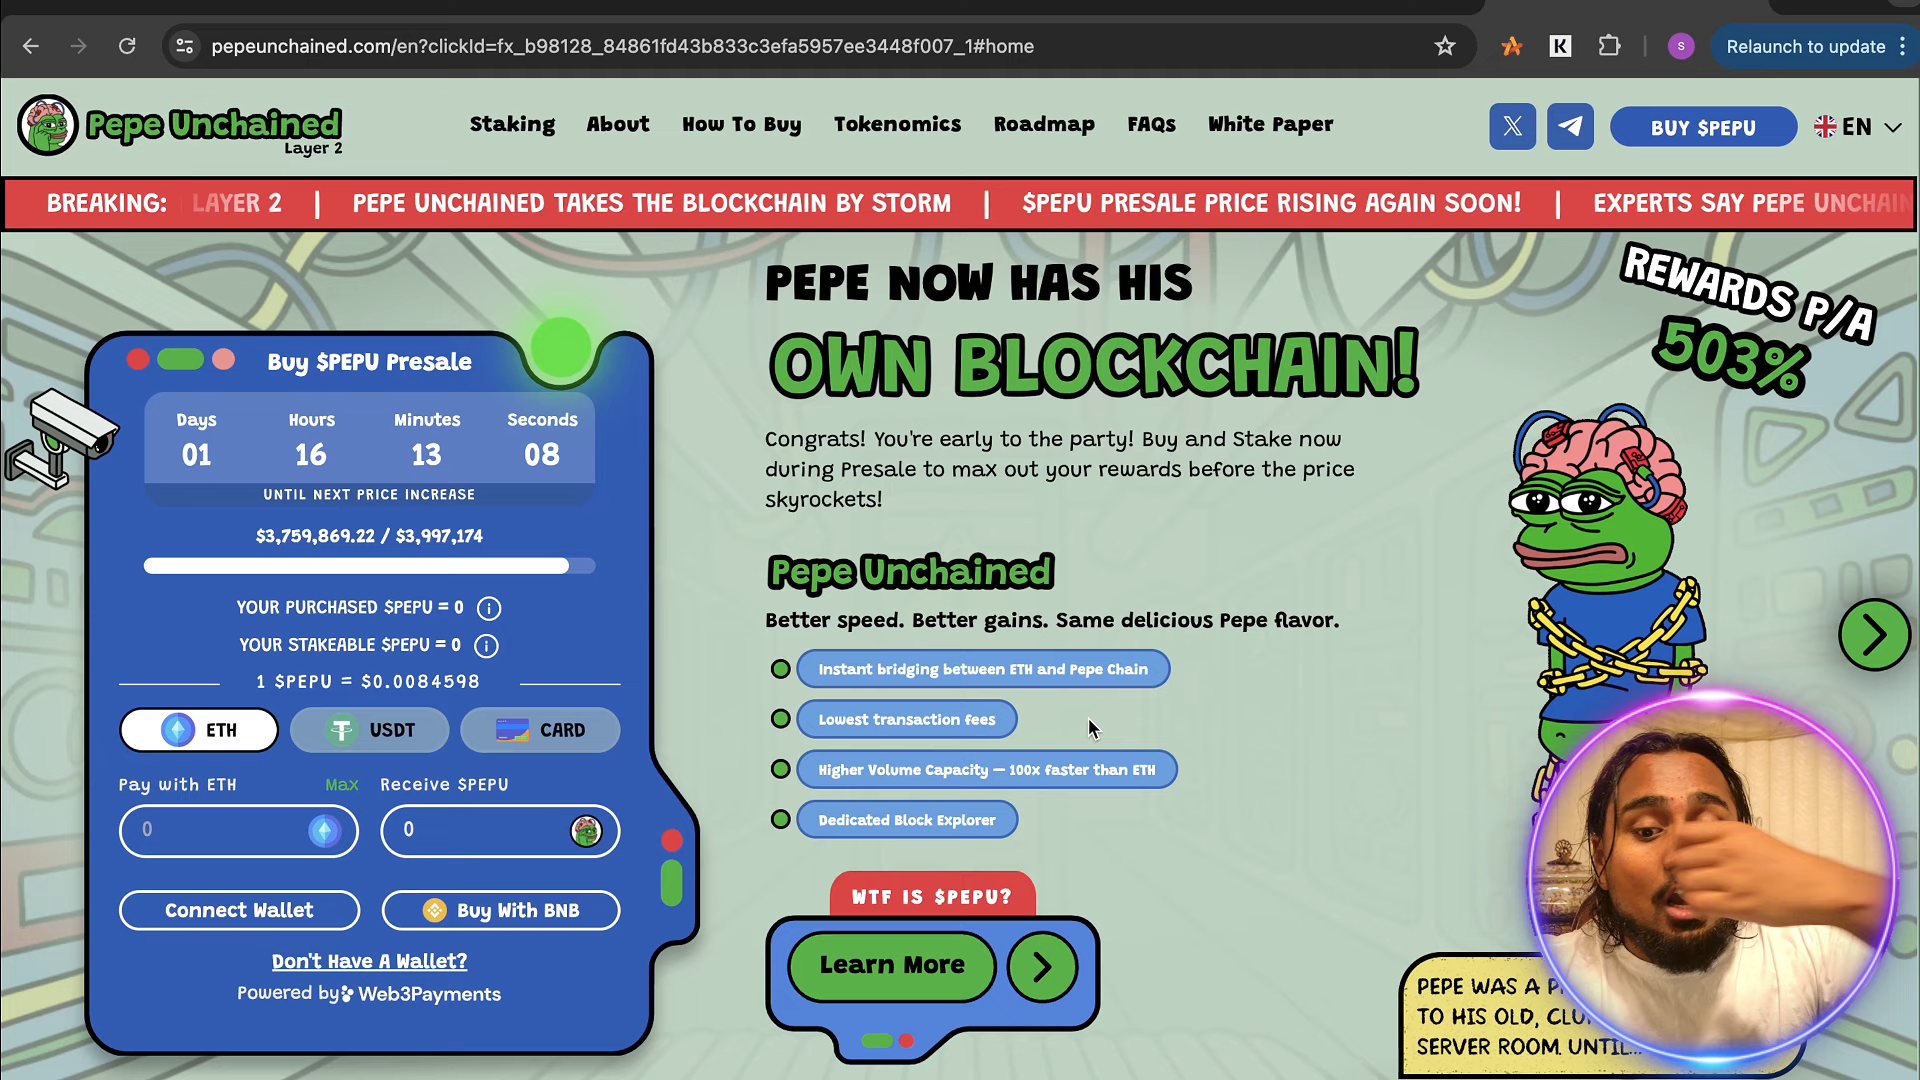 pepeunchained.com/en?clickId=fx_b98128_84861fd43b833c3efa5957ee3448f007_1#home
K
S
Relaunch to update
Pepe Unchained
Layer 2
Staking
About
How To Buy
Tokenomics
Roadmap
FAQs
White Paper
BUY $PEPU
EN
BREAKING: LAYER 2 | PEPE UNCHAINED TAKES THE BLOCKCHAIN BY STORM | $PEPU PRESALE PRICE RISING AGAIN SOON! | EXPERTS SAY PEPE UNCHAIN
Buy $PEPU Presale
Days Hours Minutes Seconds
01 16 13 08
UNTIL NEXT PRICE INCREASE
$3,759,869.22 / $3,997,174
YOUR PURCHASED $PEPU = 0 i
YOUR STAKEABLE $PEPU = 0 i
1 $PEPU = $0.0084598
ETH
USDT
CARD
Pay with ETH Max Receive $PEPU
0 0
Connect Wallet
Buy With BNB
Don't Have A Wallet?
Powered by Web3Payments
PEPE NOW HAS HIS
OWN BLOCKCHAIN!
Congrats! You're early to the party! Buy and Stake now
during Presale to max out your rewards before the price
skyrockets!
Pepe Unchained
Better speed. Better gains. Same delicious Pepe flavor.
Instant bridging between ETH and Pepe Chain
Lowest transaction fees
Higher Volume Capacity — 100x faster than ETH
Dedicated Block Explorer
WTF IS $PEPU?
Learn More
REWARDS P/A
503%
PEPE WAS A P
TO HIS OLD, CLU
SERVER ROOM. UNTIL...